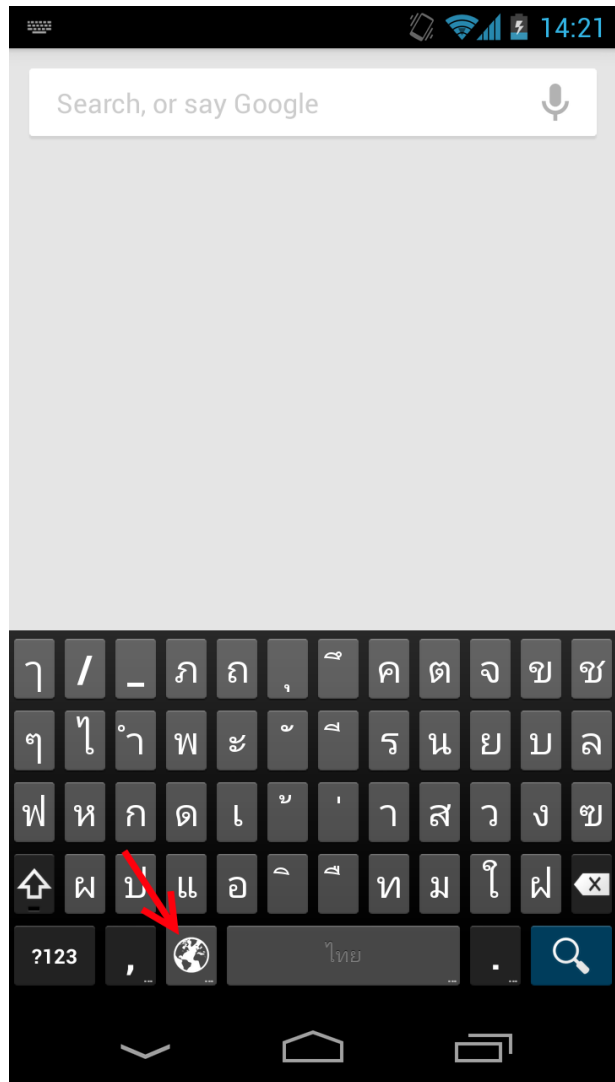 14:21
Search, or say Google
ๅ / _ ภ ถ ุ ึ ค ต จ ข ช
ๆ ไ ำ พ ะ ั ี ร น ย บ ล
ฟ ห ก ด เ ้ ่ า ส ว ง ฃ
ผ ป แ อ ิ ื ท ม ใ ฝ
?123 , ไทย .